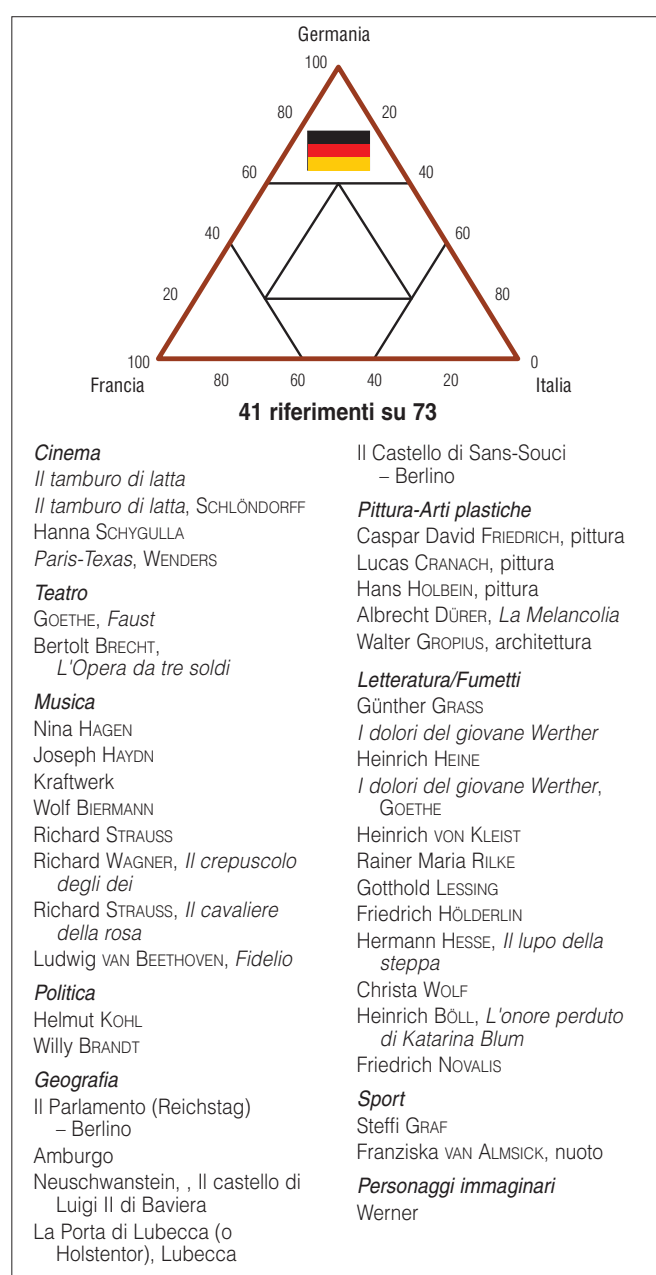 Germania
100
80
20
60
40
40
60
20
80
100
0
Francia
80
60
40
20
Italia
41 riferimenti su 73
Cinema
Il tamburo di latta
Il tamburo di latta, SCHLÖNDORFF
Hanna SCHYGULLA
Paris-Texas, WENDERS
Teatro
GOETHE, Faust
Bertolt BRECHT,
L'Opera da tre soldi
Musica
Nina HAGEN
Joseph HAYDN
Kraftwerk
Wolf BIERMANN
Richard STRAUSS
Richard WAGNER, Il crepuscolo
degli dei
Richard STRAUSS, Il cavaliere
della rosa
Ludwig VAN BEETHOVEN, Fidelio
Politica
Helmut KOHL
Willy BRANDT
Geografia
Il Parlamento (Reichstag)
– Berlino
Amburgo
Neuschwanstein, , Il castello di
Luigi II di Baviera
La Porta di Lubecca (o
Holstentor), Lubecca
Il Castello di Sans-Souci
– Berlino
Pittura-Arti plastiche
Caspar David FRIEDRICH, pittura
Lucas CRANACH, pittura
Hans HOLBEIN, pittura
Albrecht DÜRER, La Melancolia
Walter GROPIUS, architettura
Letteratura/Fumetti
Günther GRASS
I dolori del giovane Werther
Heinrich HEINE
I dolori del giovane Werther,
GOETHE
Heinrich VON KLEIST
Rainer Maria RILKE
Gotthold LESSING
Friedrich HÖLDERLIN
Hermann HESSE, Il lupo della
steppa
Christa WOLF
Heinrich BÖLL, L'onore perduto
di Katarina Blum
Friedrich NOVALIS
Sport
Steffi GRAF
Franziska VAN ALMSICK, nuoto
Personaggi immaginari
Werner